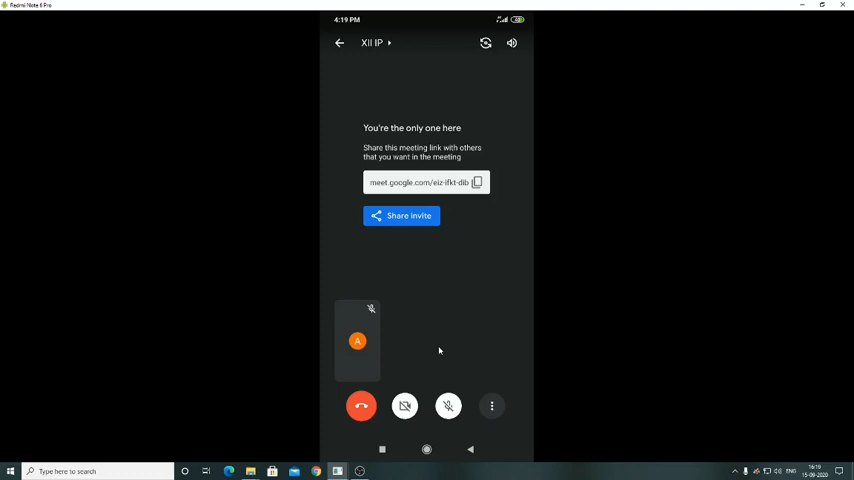 Redmi Note 6 Pro
4:19 PM
XII IP
You're the only one here
Share this meeting link with others
that you want in the meeting
meet.google.com/eiz-ifkt-dib
Share invite
A
Type here to search
ENG
16:19
15-09-2020